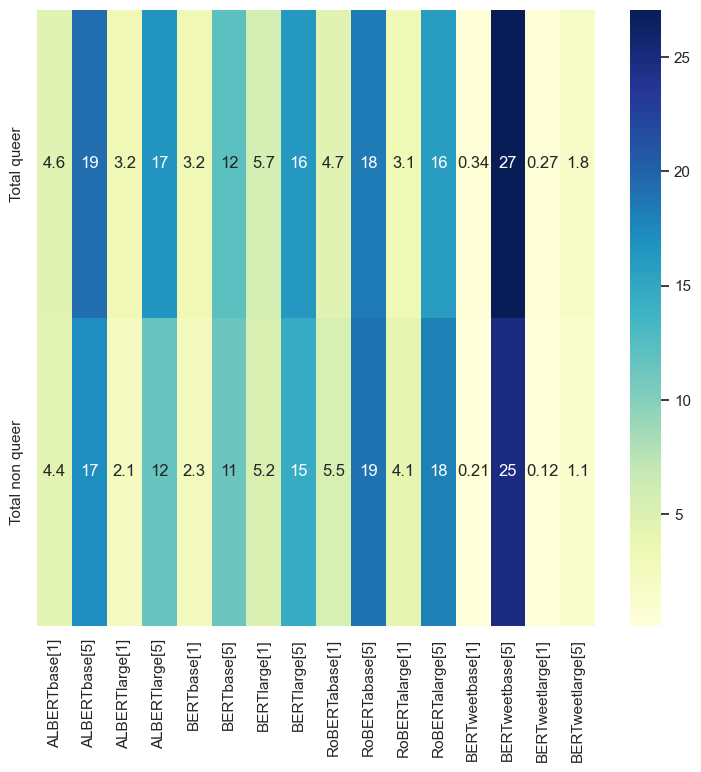 Total queer
4.6 19 3.2 17 3.2 12 5.7 16 4.7 18 3.1 16 0.34 27 0.27 1.8
Total non queer
4.4 17 2.1 12 2.3 11 5.2 15 5.5 19 4.1 18 0.21 25 0.12 1.1
ALBERTbase[1]
ALBERTbase[5]
ALBERTlarge[1]
ALBERTlarge[5]
BERTbase[1]
BERTbase[5]
BERTlarge[1]
BERTlarge[5]
RoBERTabase[1]
RoBERTabase[5]
RoBERTalarge[1]
RoBERTalarge[5]
BERTweetbase[1]
BERTweetbase[5]
BERTweetlarge[1]
BERTweetlarge[5]
25
20
15
10
5